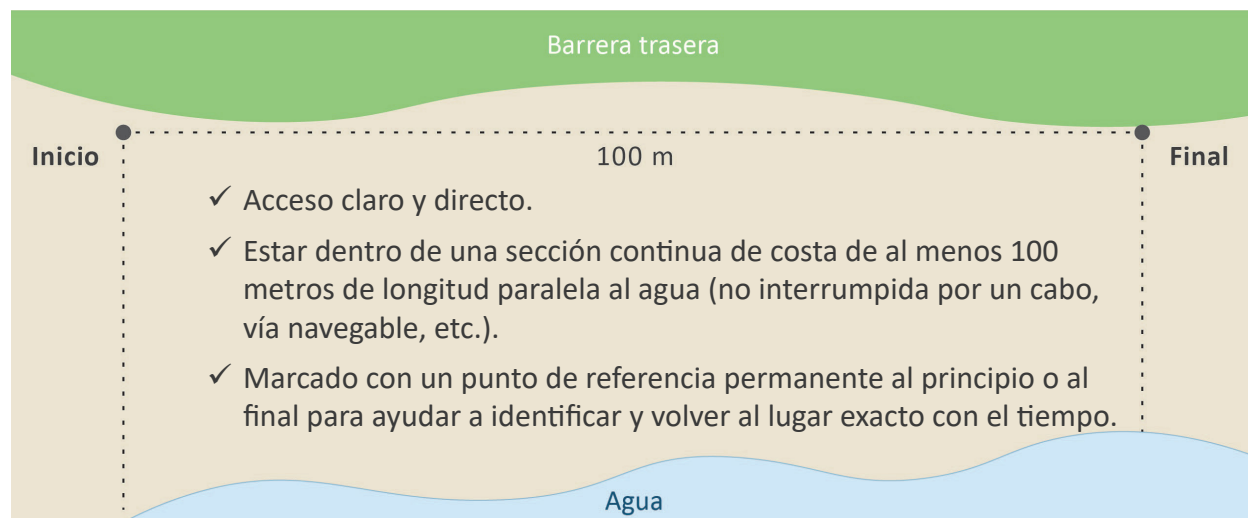 Barrera trasera
Inicio
100 m
Final
✓ Acceso claro y directo.
✓ Estar dentro de una sección continua de costa de al menos 100
metros de longitud paralela al agua (no interrumpida por un cabo,
vía navegable, etc.).
✓ Marcado con un punto de referencia permanente al principio o al
final para ayudar a identificar y volver al lugar exacto con el tiempo.
Agua